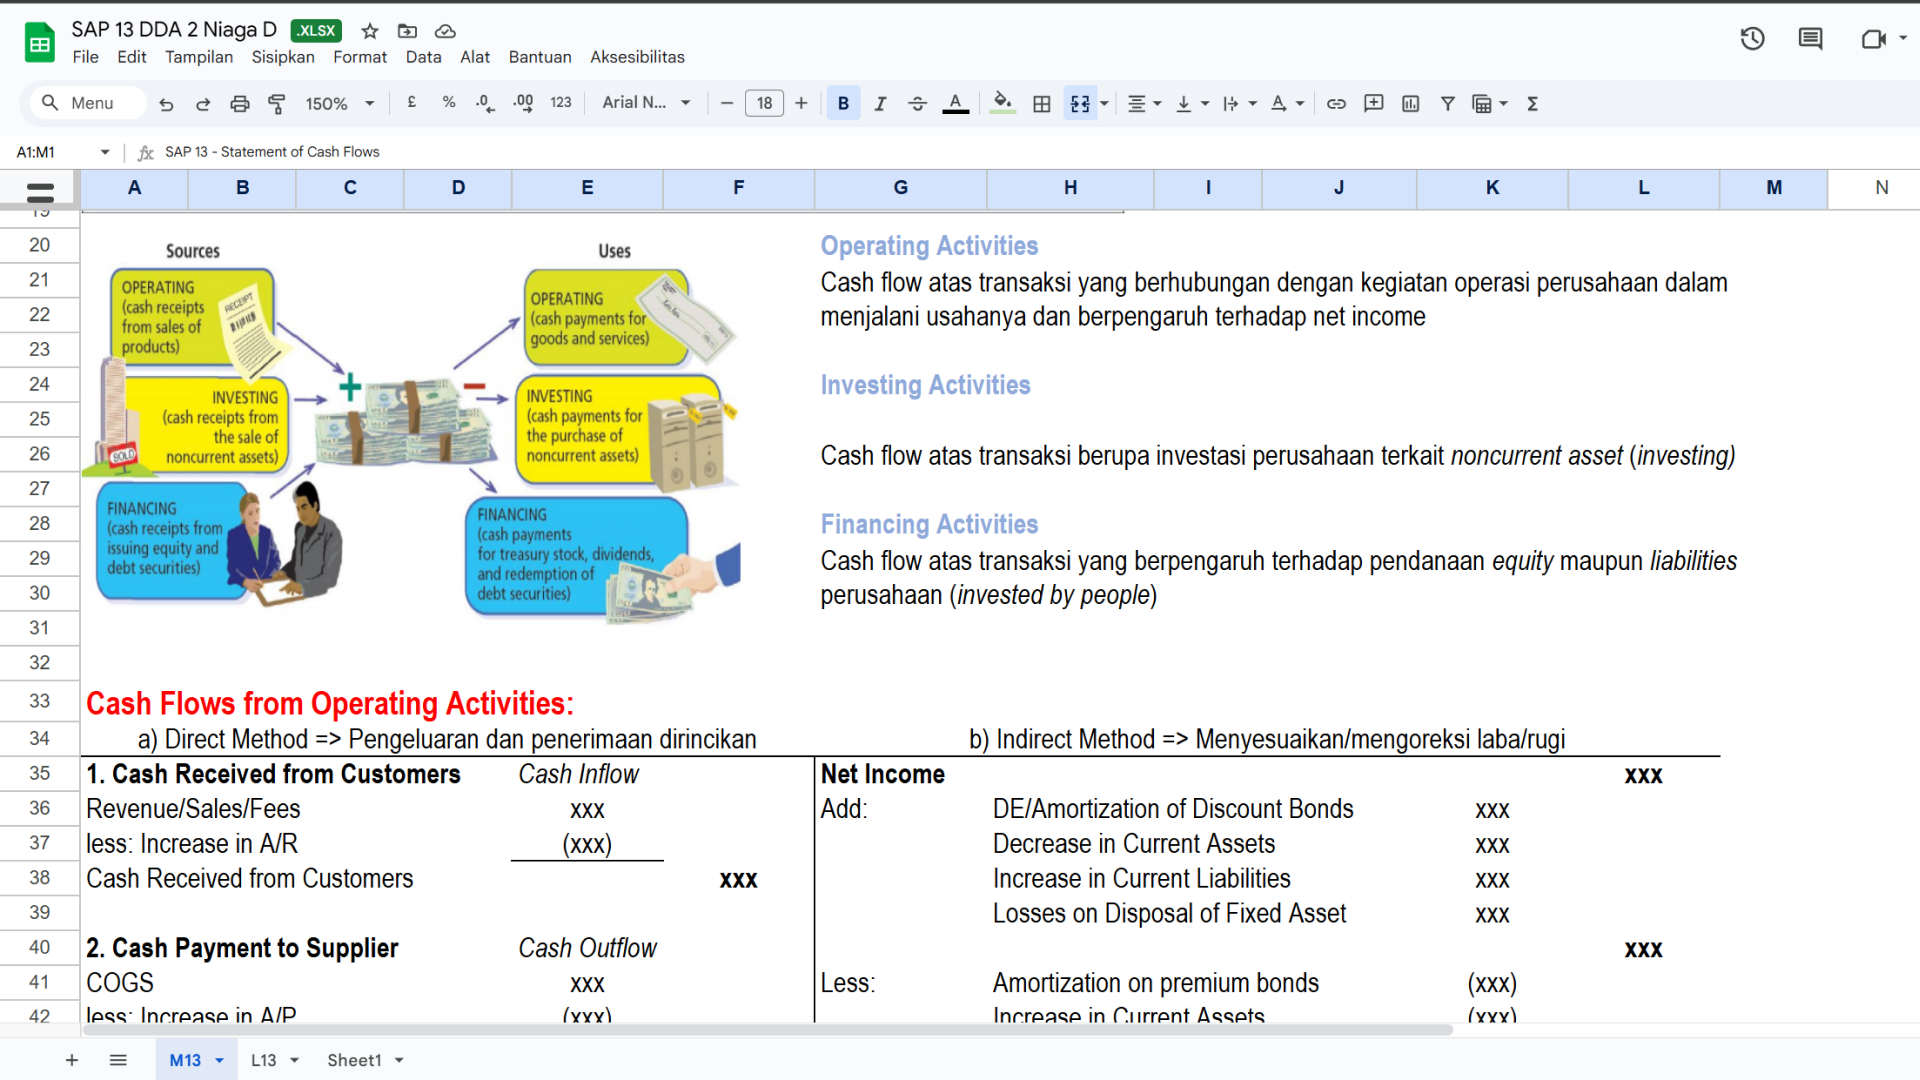 SAP 13 DDA 2 Niaga D .XLSX
File Edit Tampilan Sisipkan Format Data Alat Bantuan Aksesibilitas
Menu 150% £ % .0 .00 123 Arial N... 18 B I A A Σ
A1:M1 fx SAP 13 - Statement of Cash Flows
A B C D E F G H I J K L M N
19
20
21
22
23
24
25
26
27
28
29
30
31
32
33
34
35
36
37
38
39
40
41
42
Sources
OPERATING
(cash receipts
from sales of
products)
RECEIPT
INVESTING
(cash receipts from
the sale of
noncurrent assets)
SOLD
FINANCING
(cash receipts from
issuing equity and
debt securities)
+
−
Uses
OPERATING
(cash payments for
goods and services)
INVESTING
(cash payments for
the purchase of
noncurrent assets)
FINANCING
(cash payments
for treasury stock, dividends,
and redemption of
debt securities)
Operating Activities
Cash flow atas transaksi yang berhubungan dengan kegiatan operasi perusahaan dalam
menjalani usahanya dan berpengaruh terhadap net income
Investing Activities
Cash flow atas transaksi berupa investasi perusahaan terkait noncurrent asset (investing)
Financing Activities
Cash flow atas transaksi yang berpengaruh terhadap pendanaan equity maupun liabilities
perusahaan (invested by people)
Cash Flows from Operating Activities:
a) Direct Method => Pengeluaran dan penerimaan dirincikan
1. Cash Received from Customers Cash Inflow
Revenue/Sales/Fees xxx
less: Increase in A/R (xxx)
Cash Received from Customers xxx
2. Cash Payment to Supplier Cash Outflow
COGS xxx
less: Increase in A/P (xxx)
b) Indirect Method => Menyesuaikan/mengoreksi laba/rugi
Net Income xxx
Add: DE/Amortization of Discount Bonds xxx
Decrease in Current Assets xxx
Increase in Current Liabilities xxx
Losses on Disposal of Fixed Asset xxx
xxx
Less: Amortization on premium bonds (xxx)
Increase in Current Assets (xxx)
M13 L13 Sheet1